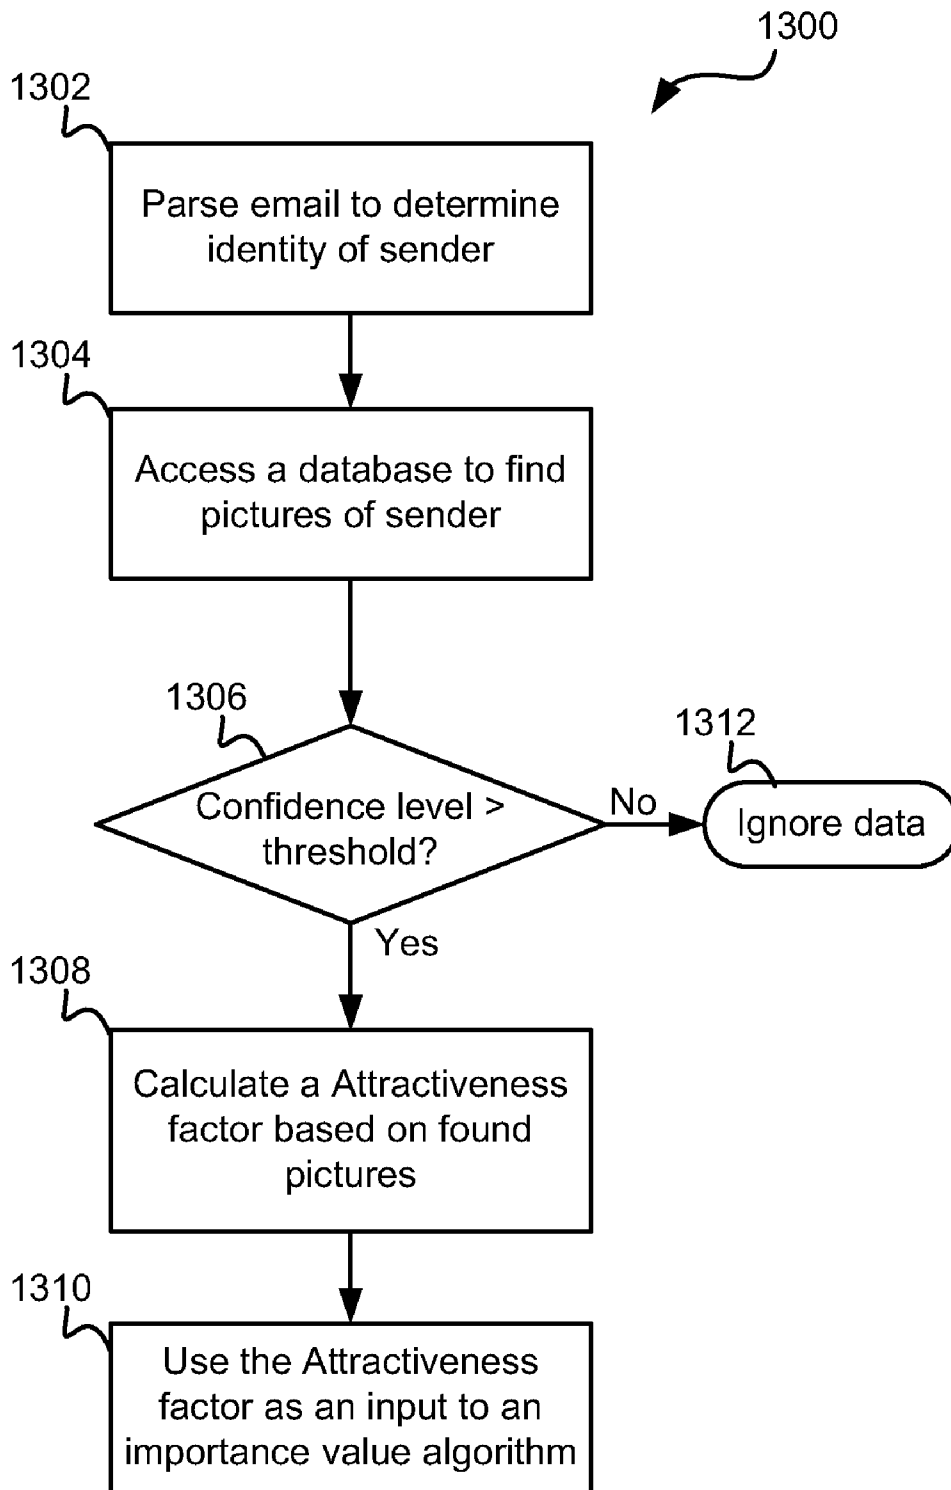 1300
1302
Parse email to determine
identity of sender
1304
Access a database to find
pictures of sender
1306
Confidence level >
threshold?
No
1312
Ignore data
Yes
1308
Calculate a Attractiveness
factor based on found
pictures
1310
Use the Attractiveness
factor as an input to an
importance value algorithm